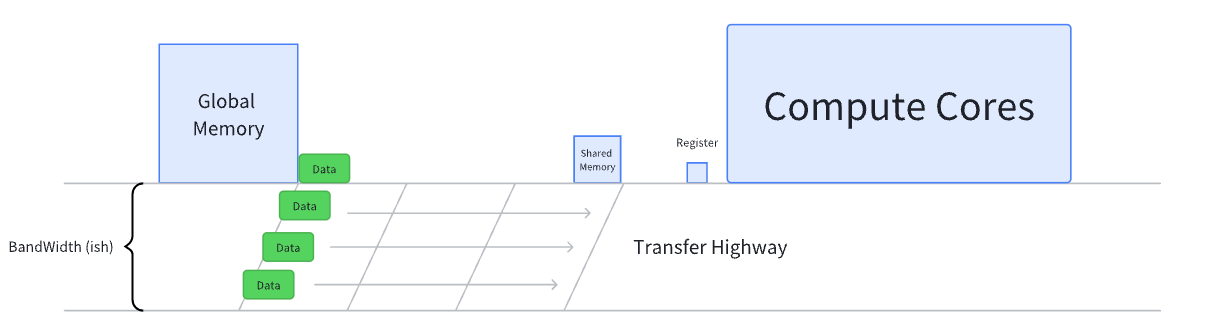 Compute Cores
Global
Memory
Register
Shared
Memory
Data
Data
BandWidth (ish)
Data
Transfer Highway
Data